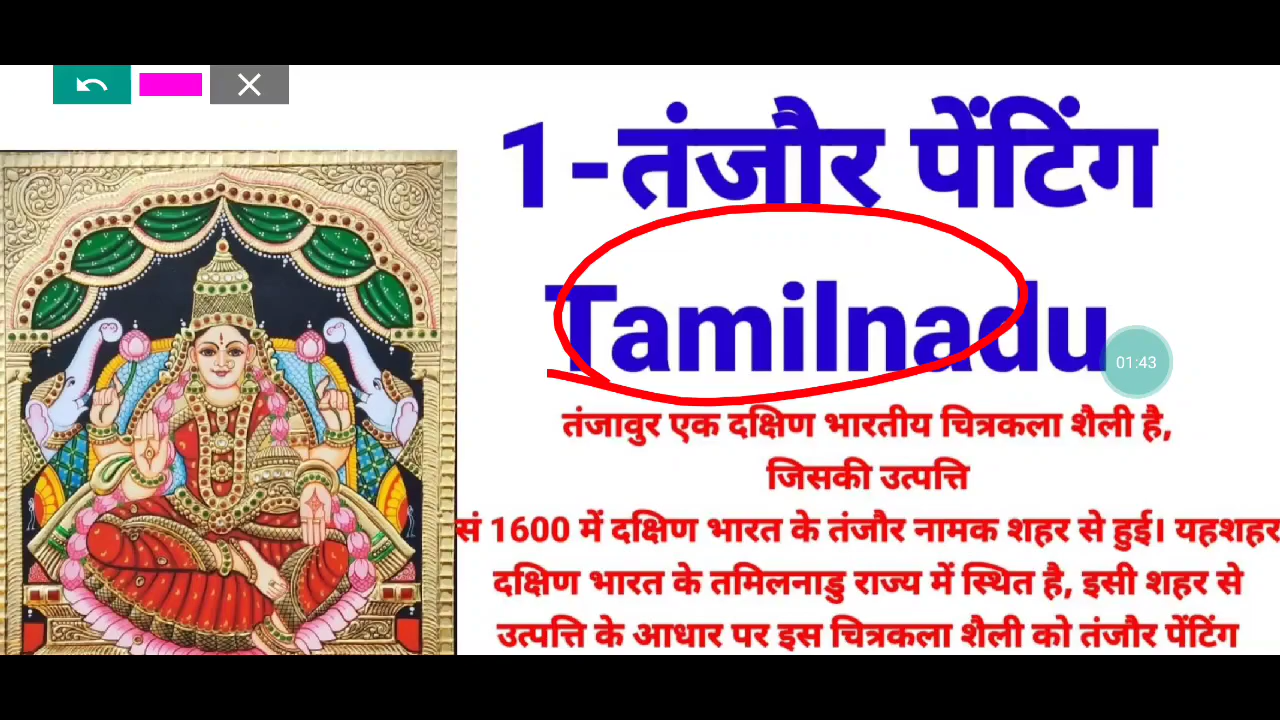 1-तंजौर पेंटिंग
Tamilnadu
01:43
तंजावुर एक दक्षिण भारतीय चित्रकला शैली है,
जिसकी उत्पत्ति
सं 1600 में दक्षिण भारत के तंजौर नामक शहर से हुई। यहशहर
दक्षिण भारत के तमिलनाडु राज्य में स्थित है, इसी शहर से
उत्पत्ति के आधार पर इस चित्रकला शैली को तंजौर पेंटिंग